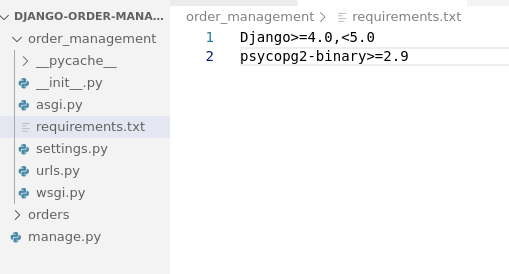 DJANGO-ORDER-MANA...
order_management
__pycache__
__init__.py
asgi.py
requirements.txt
settings.py
urls.py
wsgi.py
orders
manage.py
order_management > requirements.txt
1 Django>=4.0,<5.0
2 psycopg2-binary>=2.9